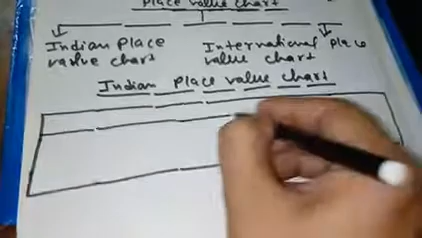 Place value chart
Indian Place
value chart
International Place
value chart
Indian Place value chart